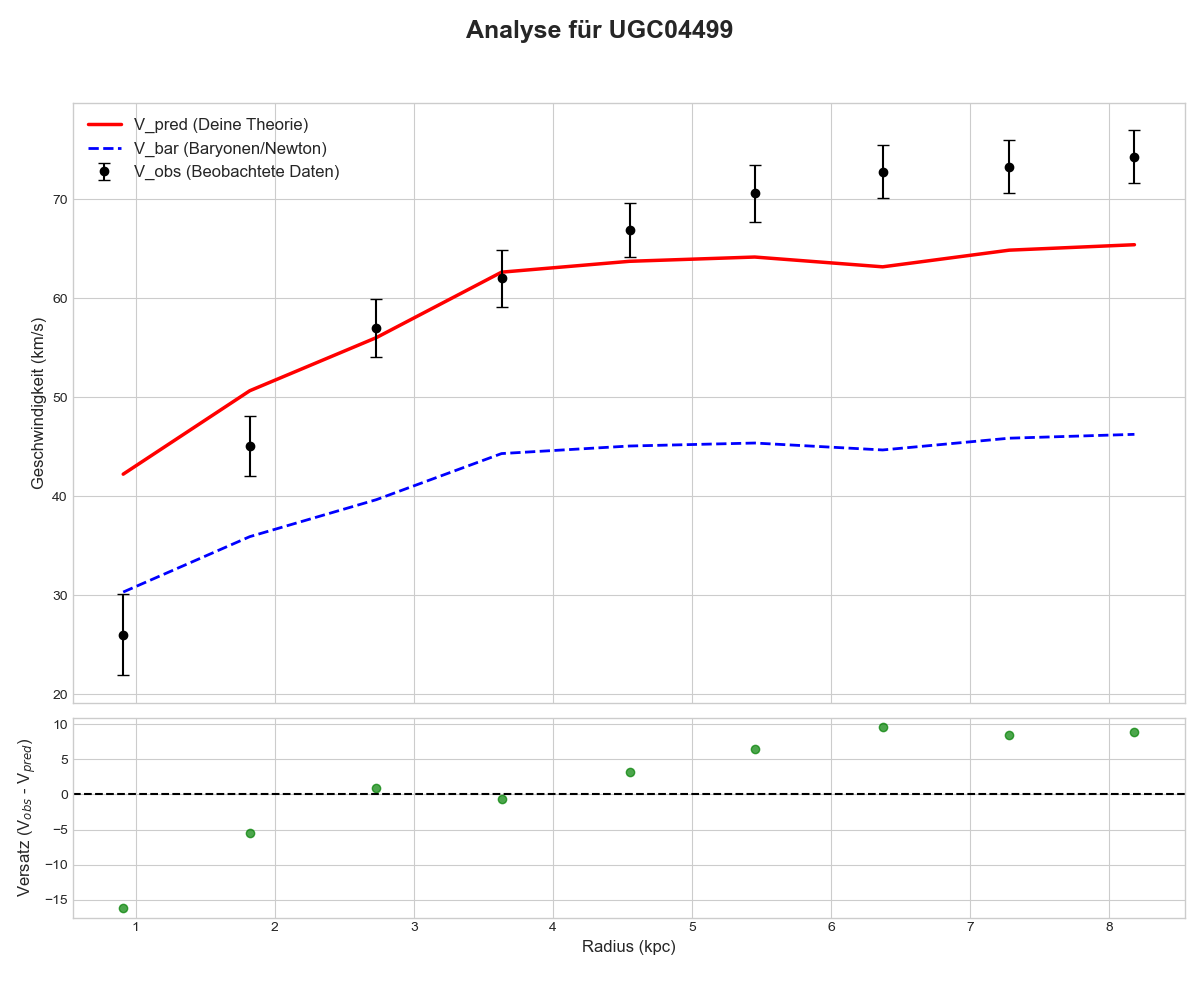 Analyse für UGC04499
V_pred (Deine Theorie)
V_bar (Baryonen/Newton)
V_obs (Beobachtete Daten)
Geschwindigkeit (km/s)
70
60
50
40
30
20
Versatz (V_obs - V_pred)
10
5
0
−5
−10
−15
1 2 3 4 5 6 7 8
Radius (kpc)